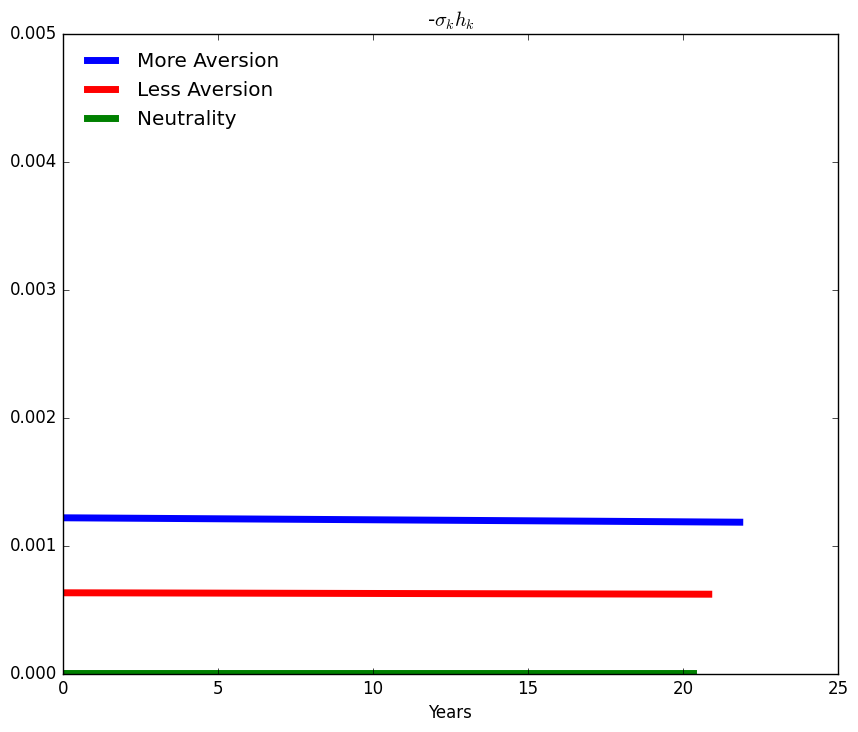 -σₖhₖ
0.005
More Aversion
Less Aversion
Neutrality
0.004
0.003
0.002
0.001
0.000
0 5 10 15 20 25
Years